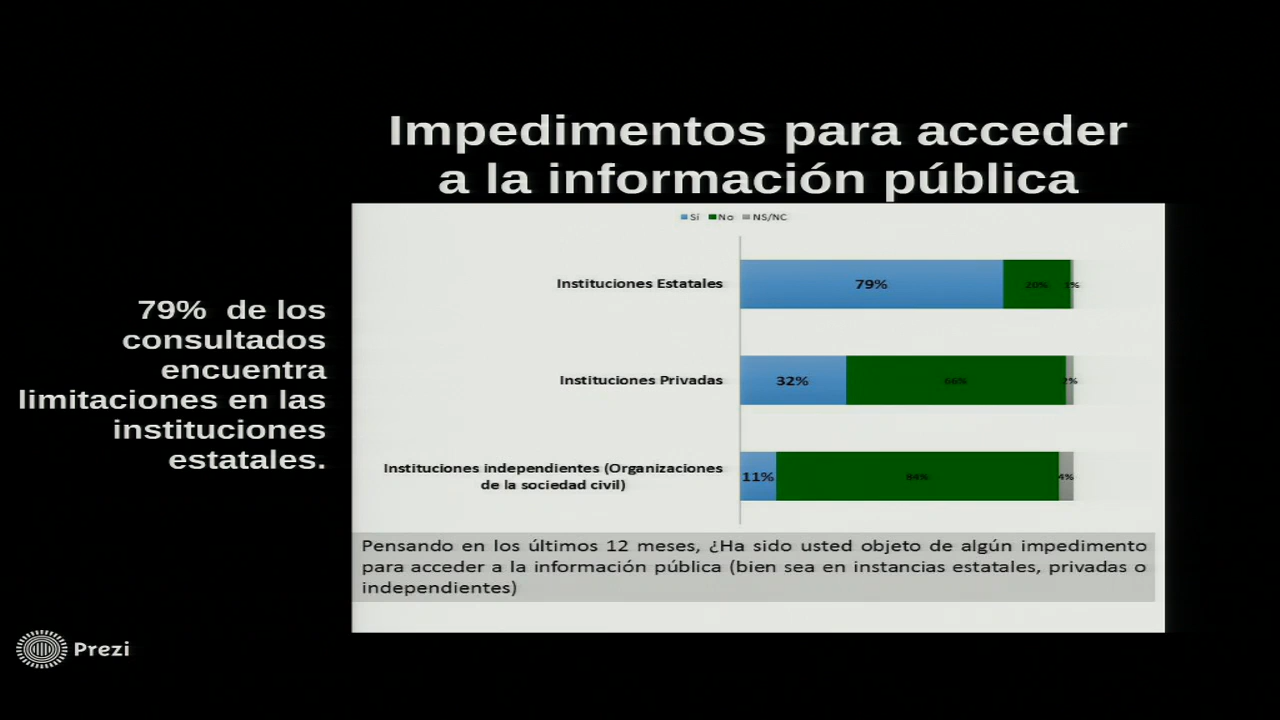 Impedimentos para acceder
a la información pública
79% de los
consultados
encuentra
limitaciones en las
instituciones
estatales.
Sí No NS/NC
Instituciones Estatales
79% 20% 1%
Instituciones Privadas
32% 66% 2%
Instituciones independientes (Organizaciones
de la sociedad civil)
11% 84% 4%
Pensando en los últimos 12 meses, ¿Ha sido usted objeto de algún impedimento
para acceder a la información pública (bien sea en instancias estatales, privadas o
independientes)
Prezi